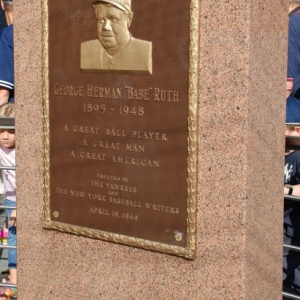 GEORGE HERMAN "BABE" RUTH
1895 - 1948
A GREAT BALL PLAYER
A GREAT MAN
A GREAT AMERICAN
ERECTED BY
THE YANKEES
AND
THE NEW YORK BASEBALL WRITERS
APRIL 19, 1949